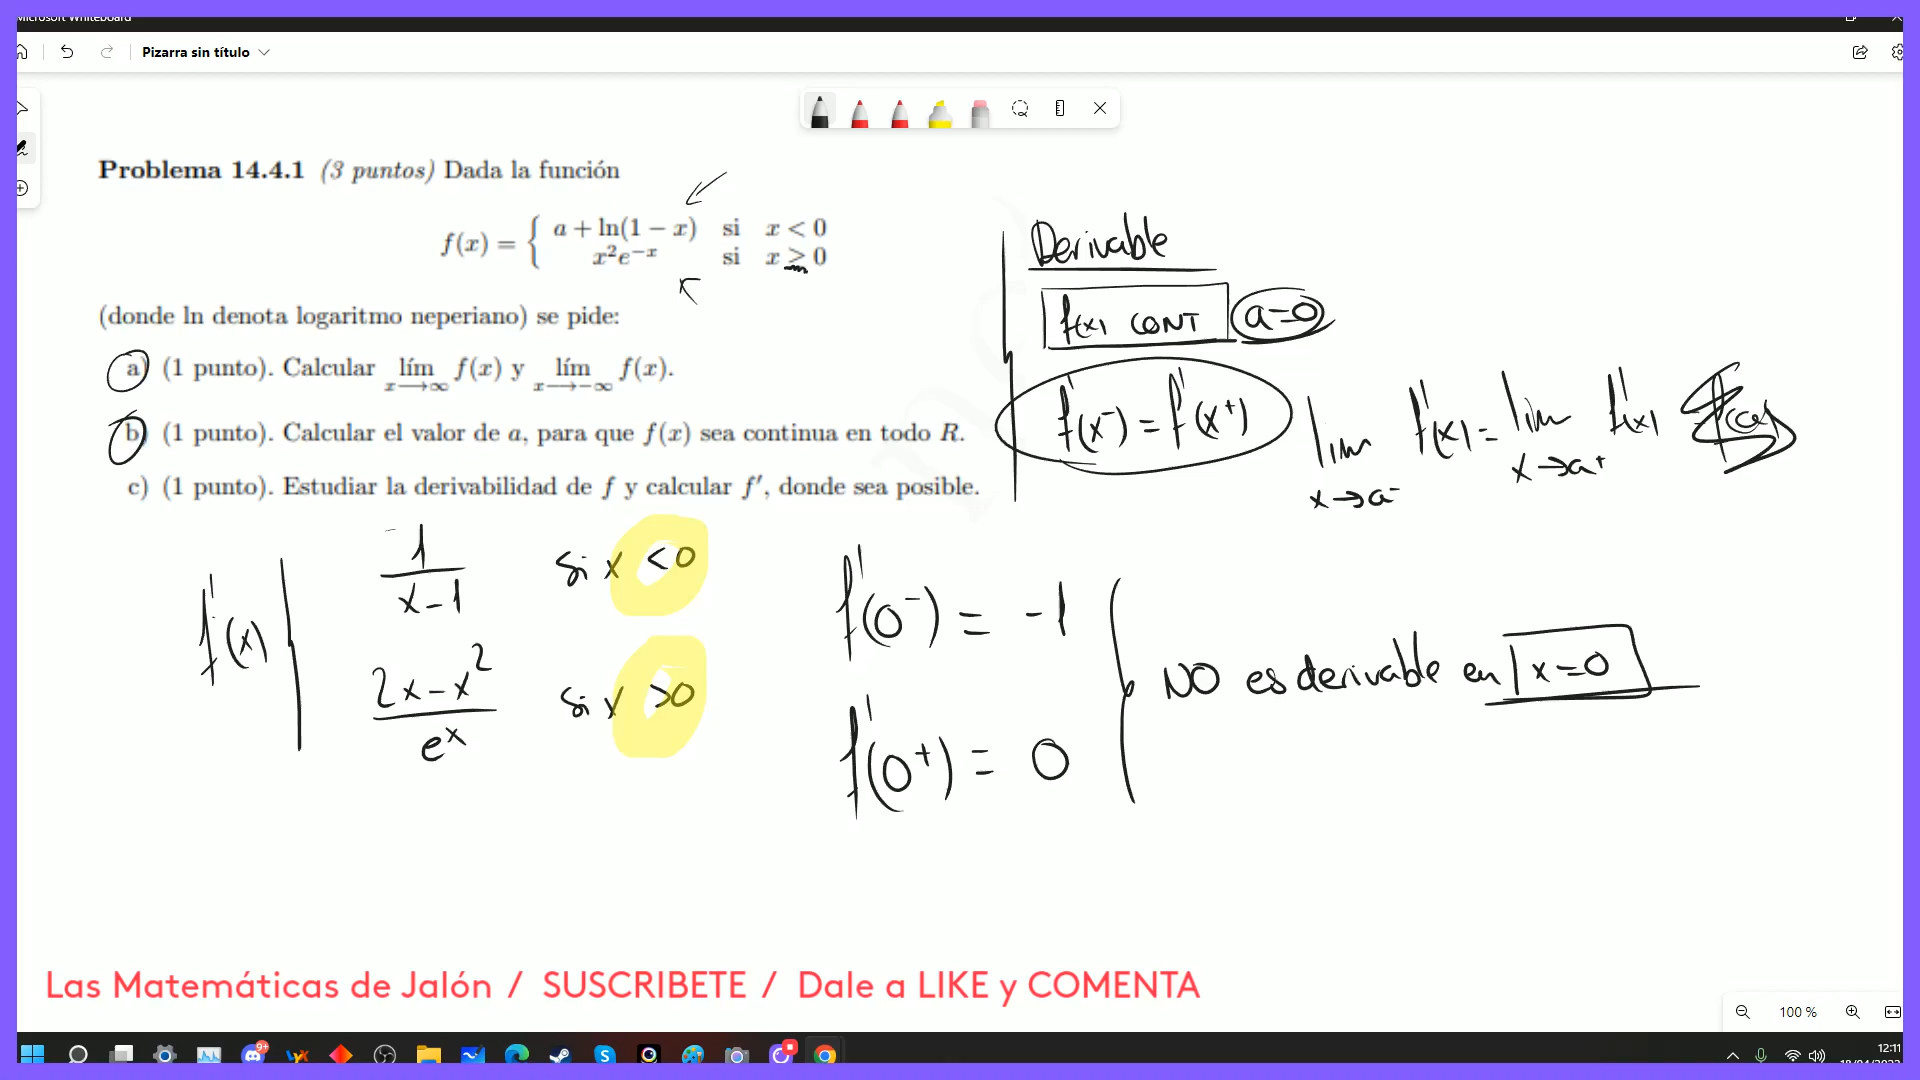 Microsoft Whiteboard
Pizarra sin título
Problema 14.4.1 (3 puntos) Dada la función
f(x) = { a + ln(1 − x) si x < 0
x²e⁻ˣ si x ≥ 0
(donde ln denota logaritmo neperiano) se pide:
a) (1 punto). Calcular lím x⟶∞ f(x) y lím x⟶−∞ f(x).
b) (1 punto). Calcular el valor de a, para que f(x) sea continua en todo R.
c) (1 punto). Estudiar la derivabilidad de f y calcular f′, donde sea posible.
Derivable
f(x) CONT a=0
f'(x⁻) = f'(x⁺)
lim x→a⁻ f'(x) = lim x→a⁺ f'(x)
f'(x)
1/(x-1) si x <0
(2x-x²)/eˣ si x >0
f'(0⁻) = -1
f'(0⁺) = 0
NO es derivable en x=0
Las Matemáticas de Jalón / SUSCRIBETE / Dale a LIKE y COMENTA
100 %
9+
12:11